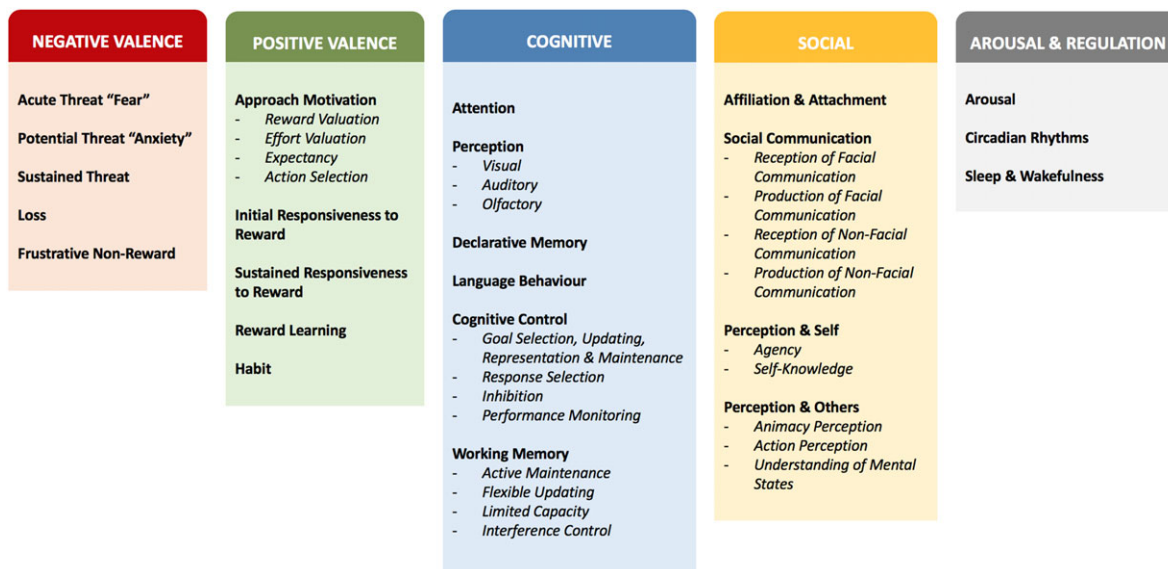 NEGATIVE VALENCE
Acute Threat “Fear”
Potential Threat “Anxiety”
Sustained Threat
Loss
Frustrative Non-Reward
POSITIVE VALENCE
Approach Motivation
- Reward Valuation
- Effort Valuation
- Expectancy
- Action Selection
Initial Responsiveness to
Reward
Sustained Responsiveness
to Reward
Reward Learning
Habit
COGNITIVE
Attention
Perception
- Visual
- Auditory
- Olfactory
Declarative Memory
Language Behaviour
Cognitive Control
- Goal Selection, Updating,
Representation & Maintenance
- Response Selection
- Inhibition
- Performance Monitoring
Working Memory
- Active Maintenance
- Flexible Updating
- Limited Capacity
- Interference Control
SOCIAL
Affiliation & Attachment
Social Communication
- Reception of Facial
Communication
- Production of Facial
Communication
- Reception of Non-Facial
Communication
- Production of Non-Facial
Communication
Perception & Self
- Agency
- Self-Knowledge
Perception & Others
- Animacy Perception
- Action Perception
- Understanding of Mental
States
AROUSAL & REGULATION
Arousal
Circadian Rhythms
Sleep & Wakefulness